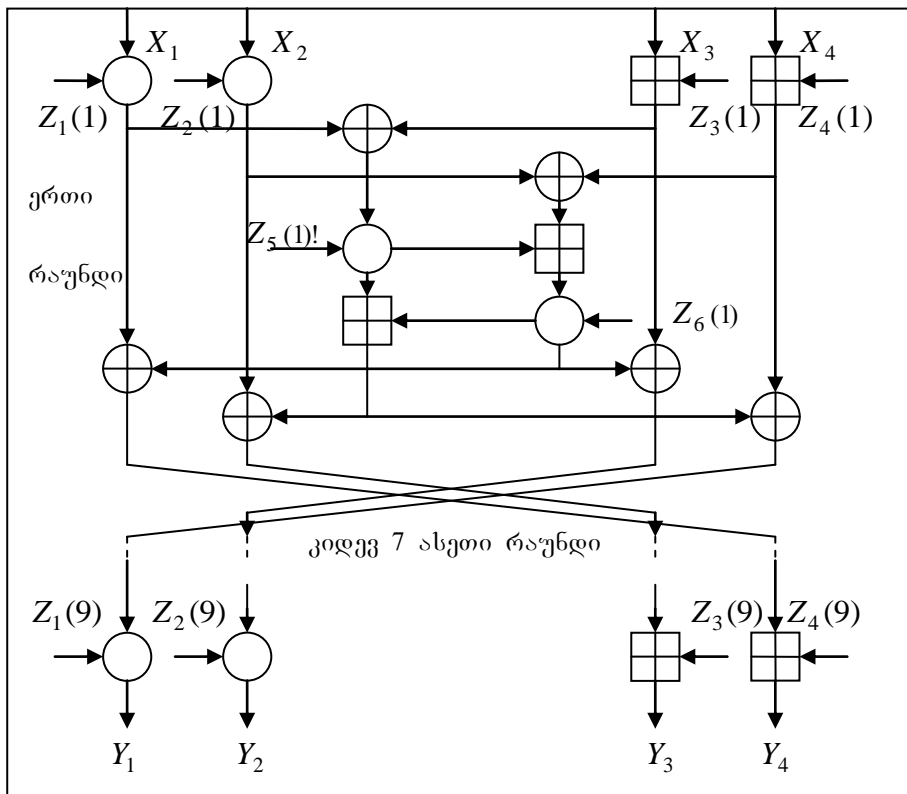 X₁ X₂ X₃ X₄
Z₁(1) Z₂(1) Z₃(1) Z₄(1)
ერთი
Z₅(1)!
რაუნდი
Z₆(1)
კიდევ 7 ასეთი რაუნდი
Z₁(9) Z₂(9) Z₃(9) Z₄(9)
Y₁ Y₂ Y₃ Y₄